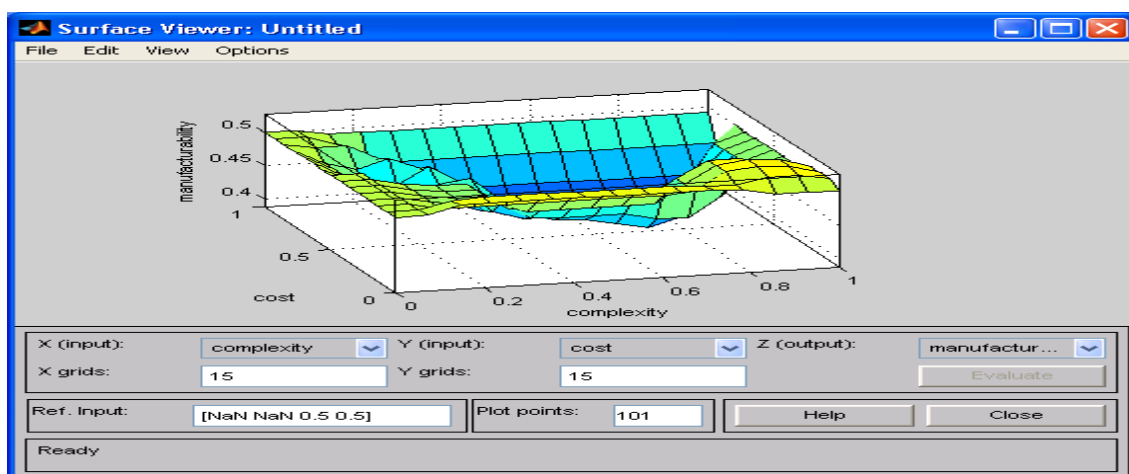 Surface Viewer: Untitled
File Edit View Options
manufacturability
0.5
0.45
0.4
1
0.5
0
cost
0
0.2
0.4
0.6
0.8
1
complexity
X (input): complexity Y (input): cost Z (output): manufactur...
X grids: 15 Y grids: 15 Evaluate
Ref. Input: [NaN NaN 0.5 0.5] Plot points: 101 Help Close
Ready